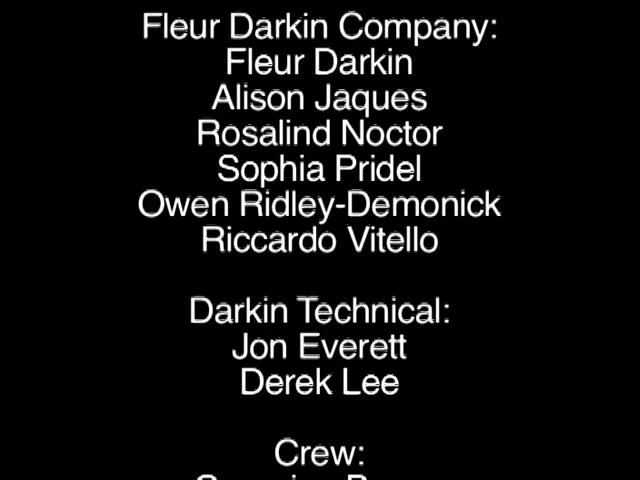 Fleur Darkin Company:
Fleur Darkin
Alison Jaques
Rosalind Noctor
Sophia Pridel
Owen Ridley-Demonick
Riccardo Vitello
Darkin Technical:
Jon Everett
Derek Lee
Crew: